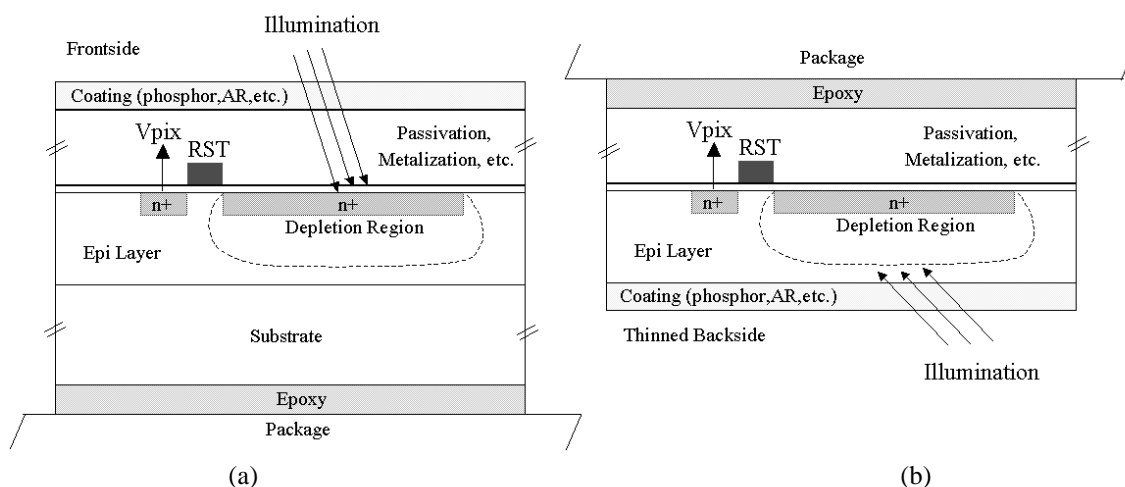 Illumination
Frontside
Coating (phosphor,AR,etc.)
Vpix
RST
Passivation,
Metalization, etc.
n+
n+
Depletion Region
Epi Layer
Substrate
Epoxy
Package
(a)
Package
Epoxy
Vpix
RST
Passivation,
Metalization, etc.
n+
n+
Depletion Region
Epi Layer
Coating (phosphor,AR,etc.)
Thinned Backside
Illumination
(b)